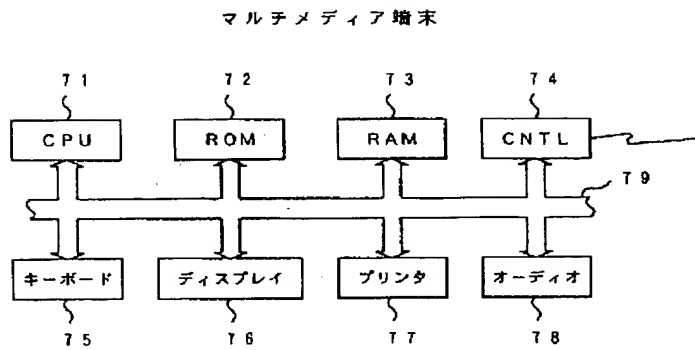 マルチメディア端末
71 72 73 74
CPU ROM RAM CNTL
79
キーボード ディスプレイ プリンタ オーディオ
75 76 77 78